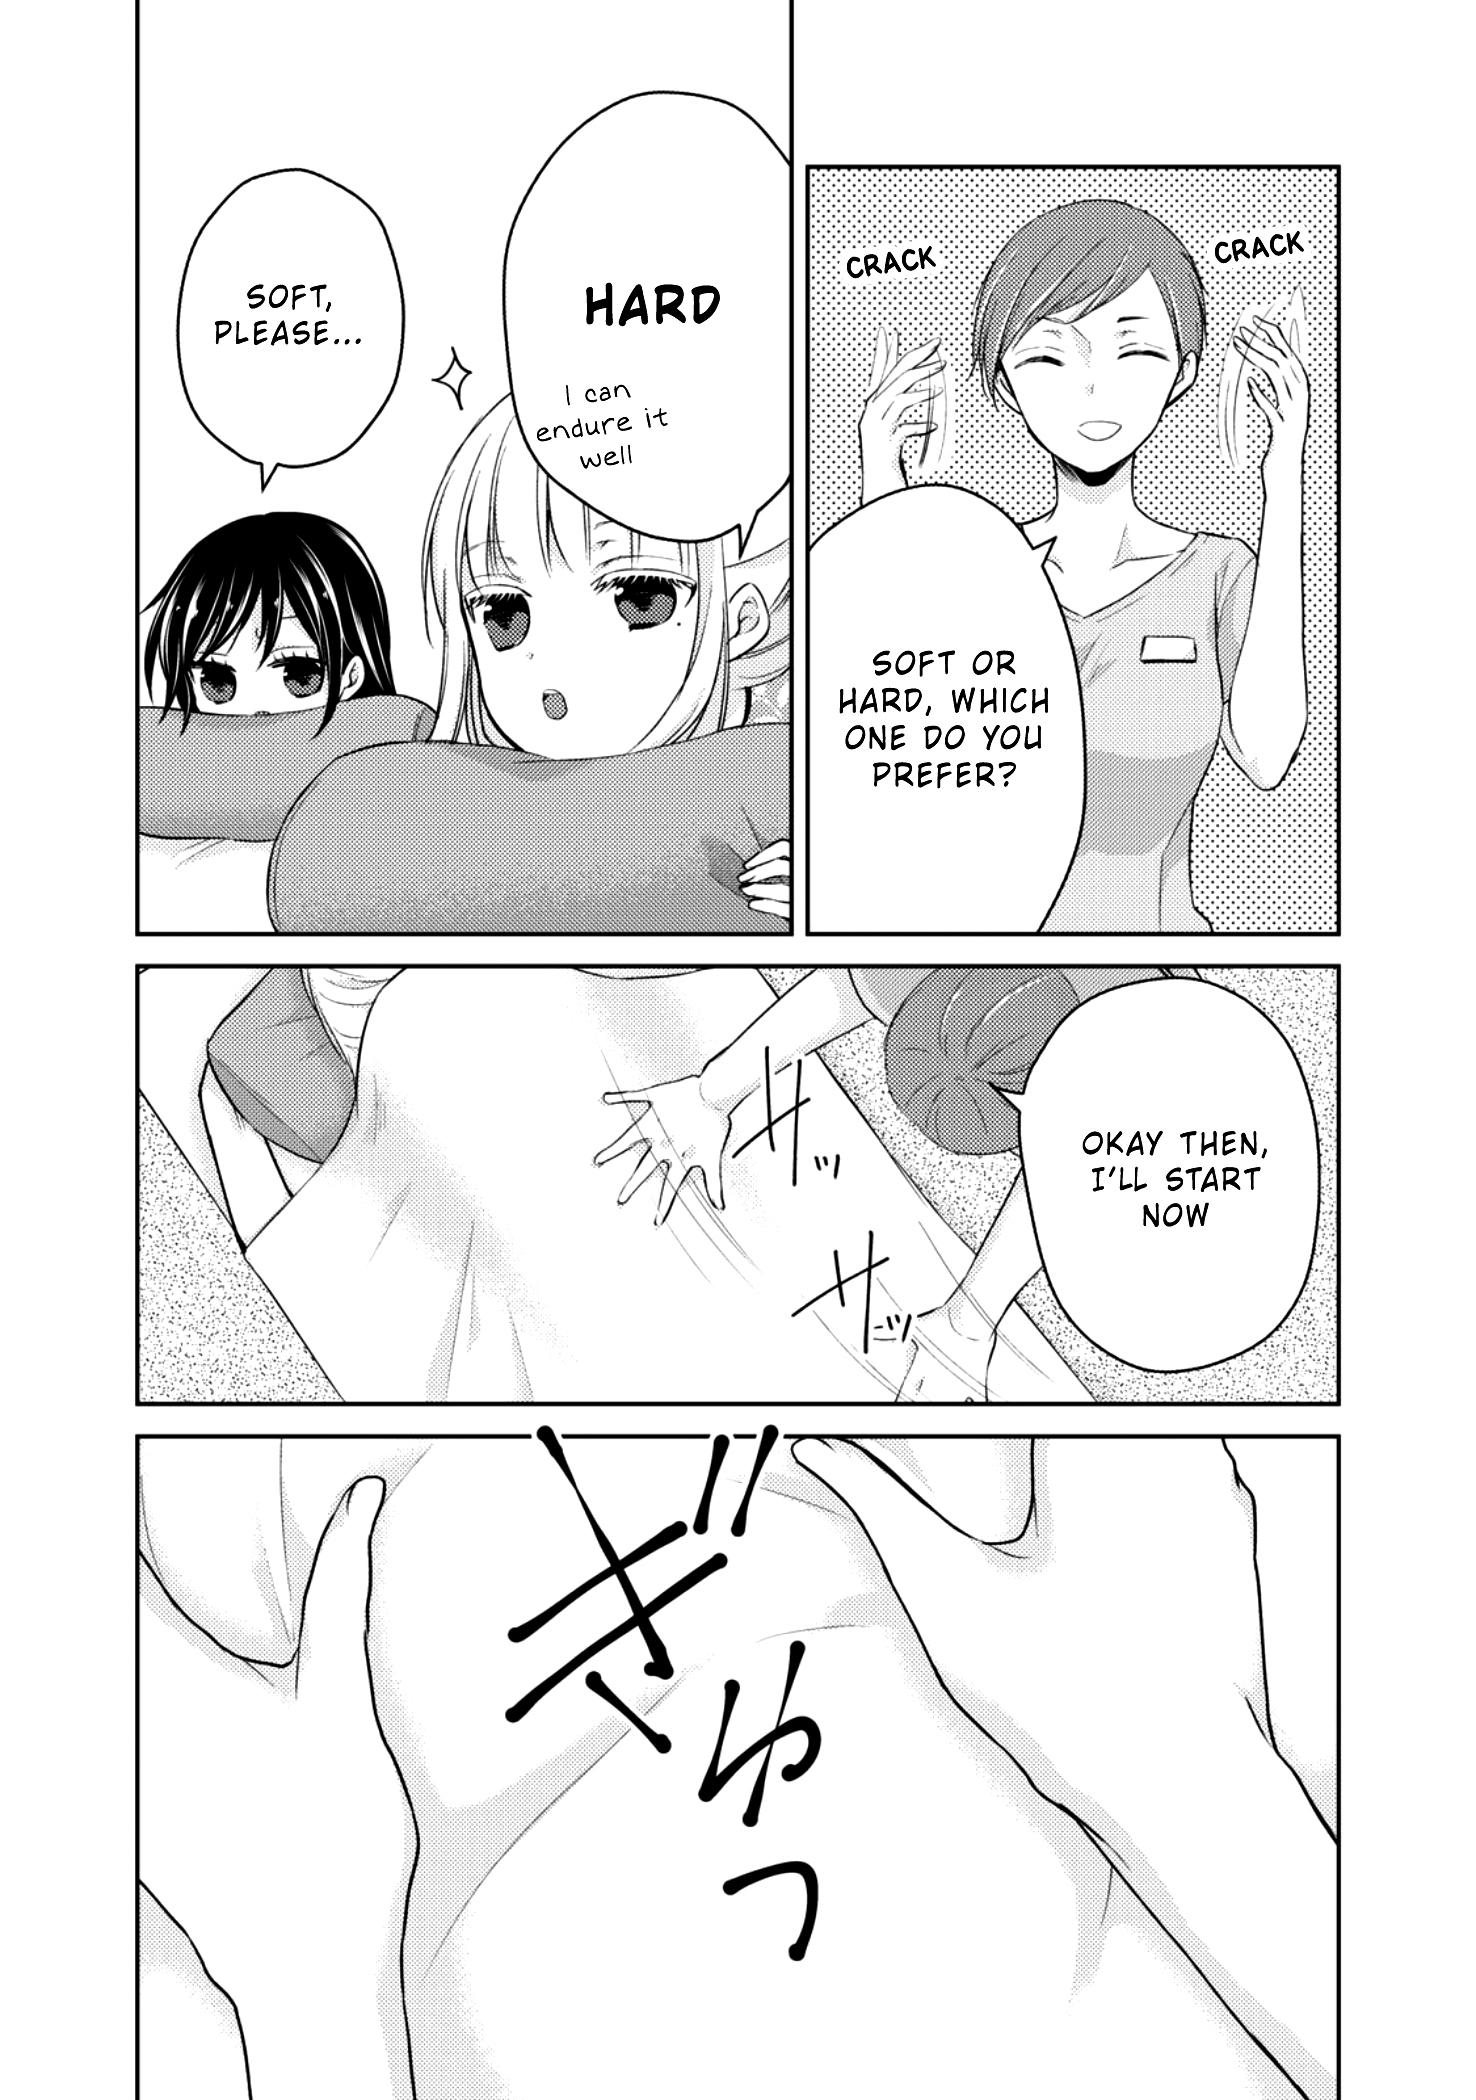 CRACK
CRACK
SOFT OR
HARD, WHICH
ONE DO YOU
PREFER?
HARD
I can
endure it
well
SOFT,
PLEASE...
OKAY THEN,
I'LL START
NOW
サッ
サッ
ぎゅっ